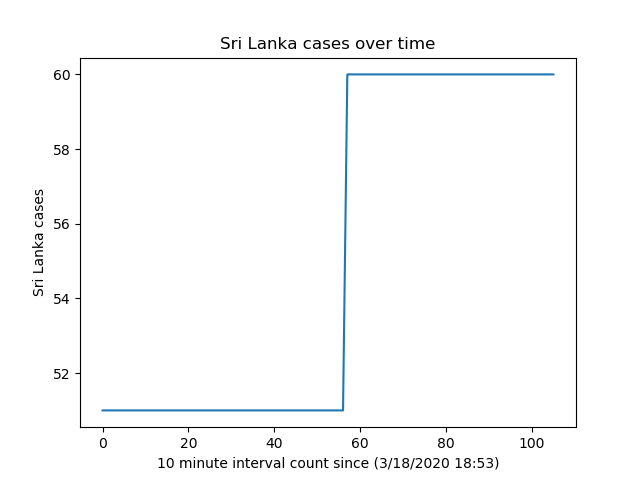 Sri Lanka cases over time
60
58
56
54
52
Sri Lanka cases
0 20 40 60 80 100
10 minute interval count since (3/18/2020 18:53)